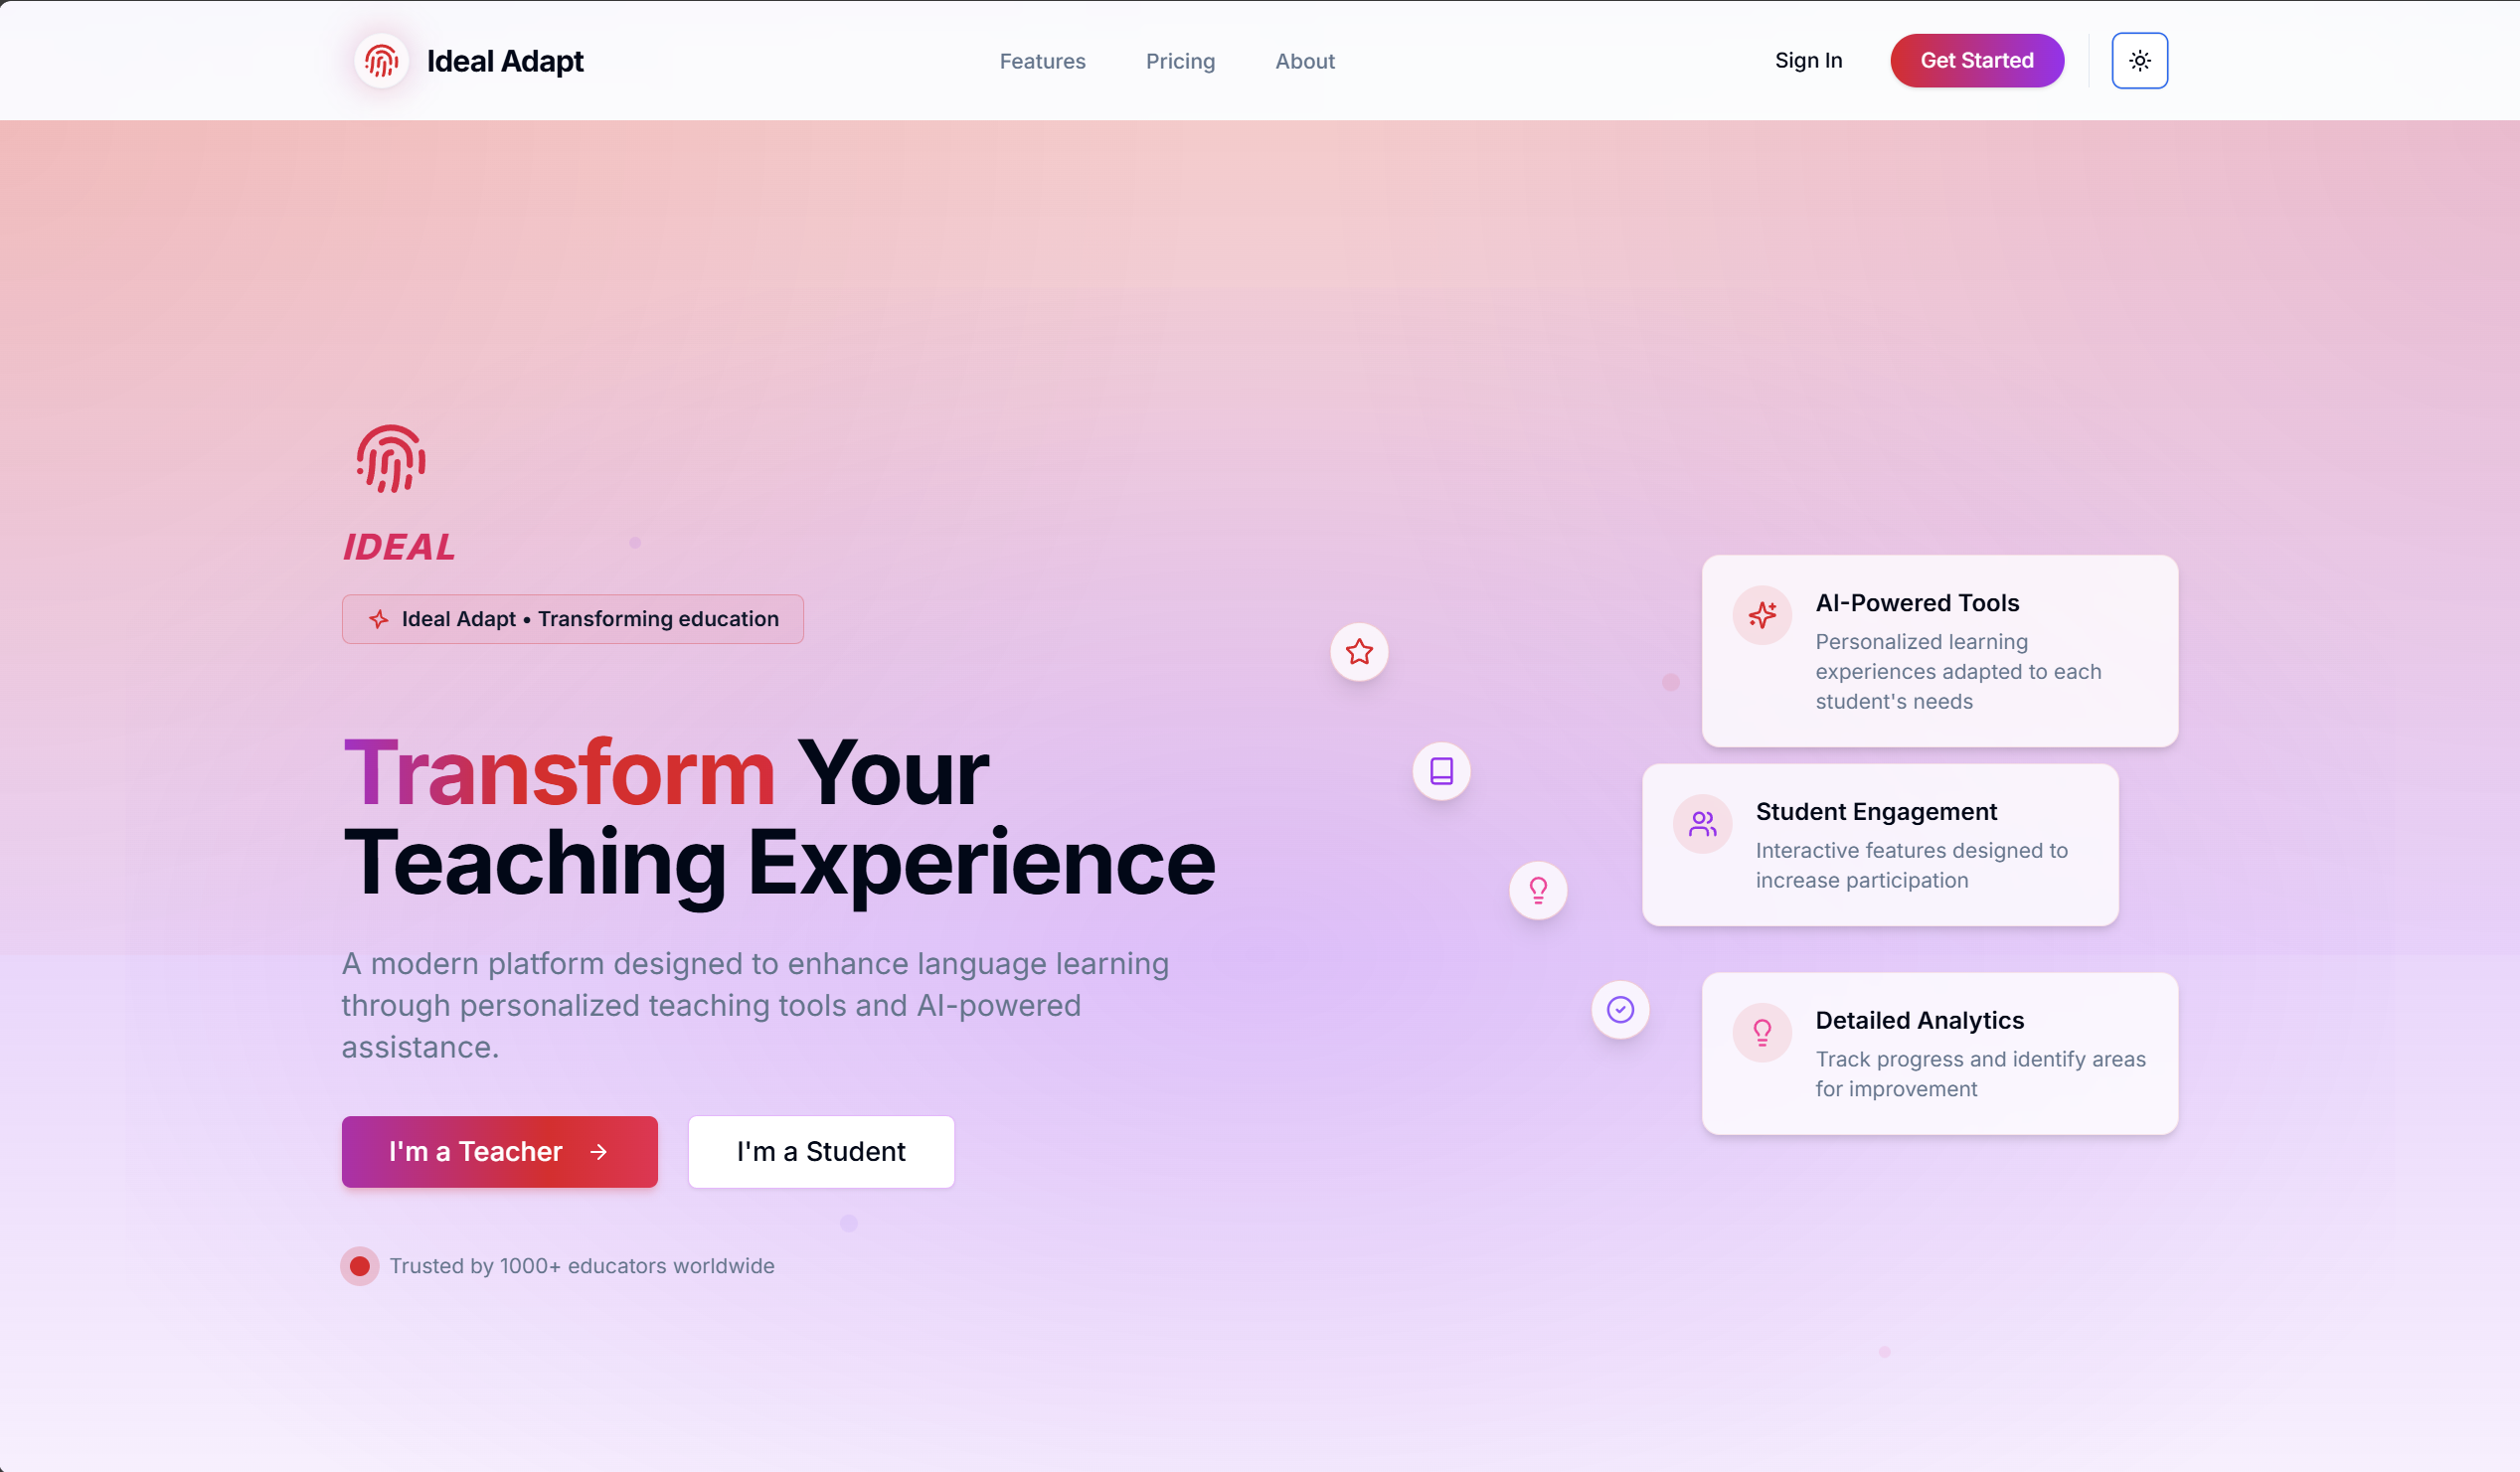 Ideal Adapt
Features
Pricing
About
Sign In
Get Started
IDEAL
Ideal Adapt • Transforming education
Transform Your
Teaching Experience
A modern platform designed to enhance language learning
through personalized teaching tools and AI-powered
assistance.
I'm a Teacher
I'm a Student
Trusted by 1000+ educators worldwide
AI-Powered Tools
Personalized learning
experiences adapted to each
student's needs
Student Engagement
Interactive features designed to
increase participation
Detailed Analytics
Track progress and identify areas
for improvement